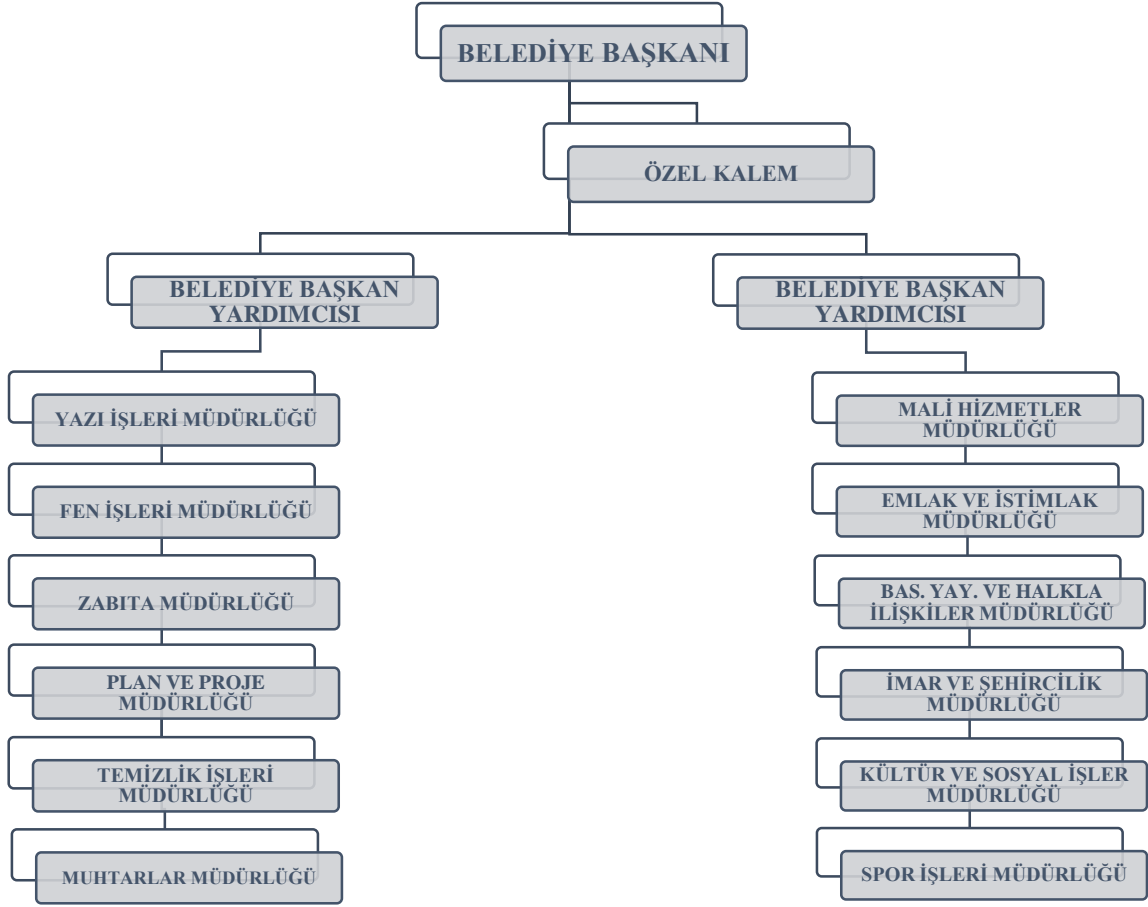 BELEDİYE BAŞKANI
ÖZEL KALEM
BELEDİYE BAŞKAN
YARDIMCISI
BELEDİYE BAŞKAN
YARDIMCISI
YAZI İŞLERİ MÜDÜRLÜĞÜ
FEN İŞLERİ MÜDÜRLÜĞÜ
ZABITA MÜDÜRLÜĞÜ
PLAN VE PROJE
MÜDÜRLÜĞÜ
TEMİZLİK İŞLERİ
MÜDÜRLÜĞÜ
MUHTARLAR MÜDÜRLÜĞÜ
MALİ HİZMETLER
MÜDÜRLÜĞÜ
EMLAK VE İSTİMLAK
MÜDÜRLÜĞÜ
BAS. YAY. VE HALKLA
İLİŞKİLER MÜDÜRLÜĞÜ
İMAR VE ŞEHİRCİLİK
MÜDÜRLÜĞÜ
KÜLTÜR VE SOSYAL İŞLER
MÜDÜRLÜĞÜ
SPOR İŞLERİ MÜDÜRLÜĞÜ